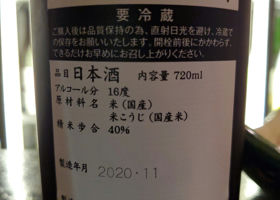 要冷蔵
ご購入後は品質保持の為、直射日光を避け、冷蔵で
の保存をお願いいたします。開栓前後にかかわらず、
できるだけお早めにお召し上がりください。
品目 日本酒 内容量 720ml
アルコール分 16度
原材料名 米(国産)
米こうじ(国産米)
精米歩合 40%
製造年月 2020・11